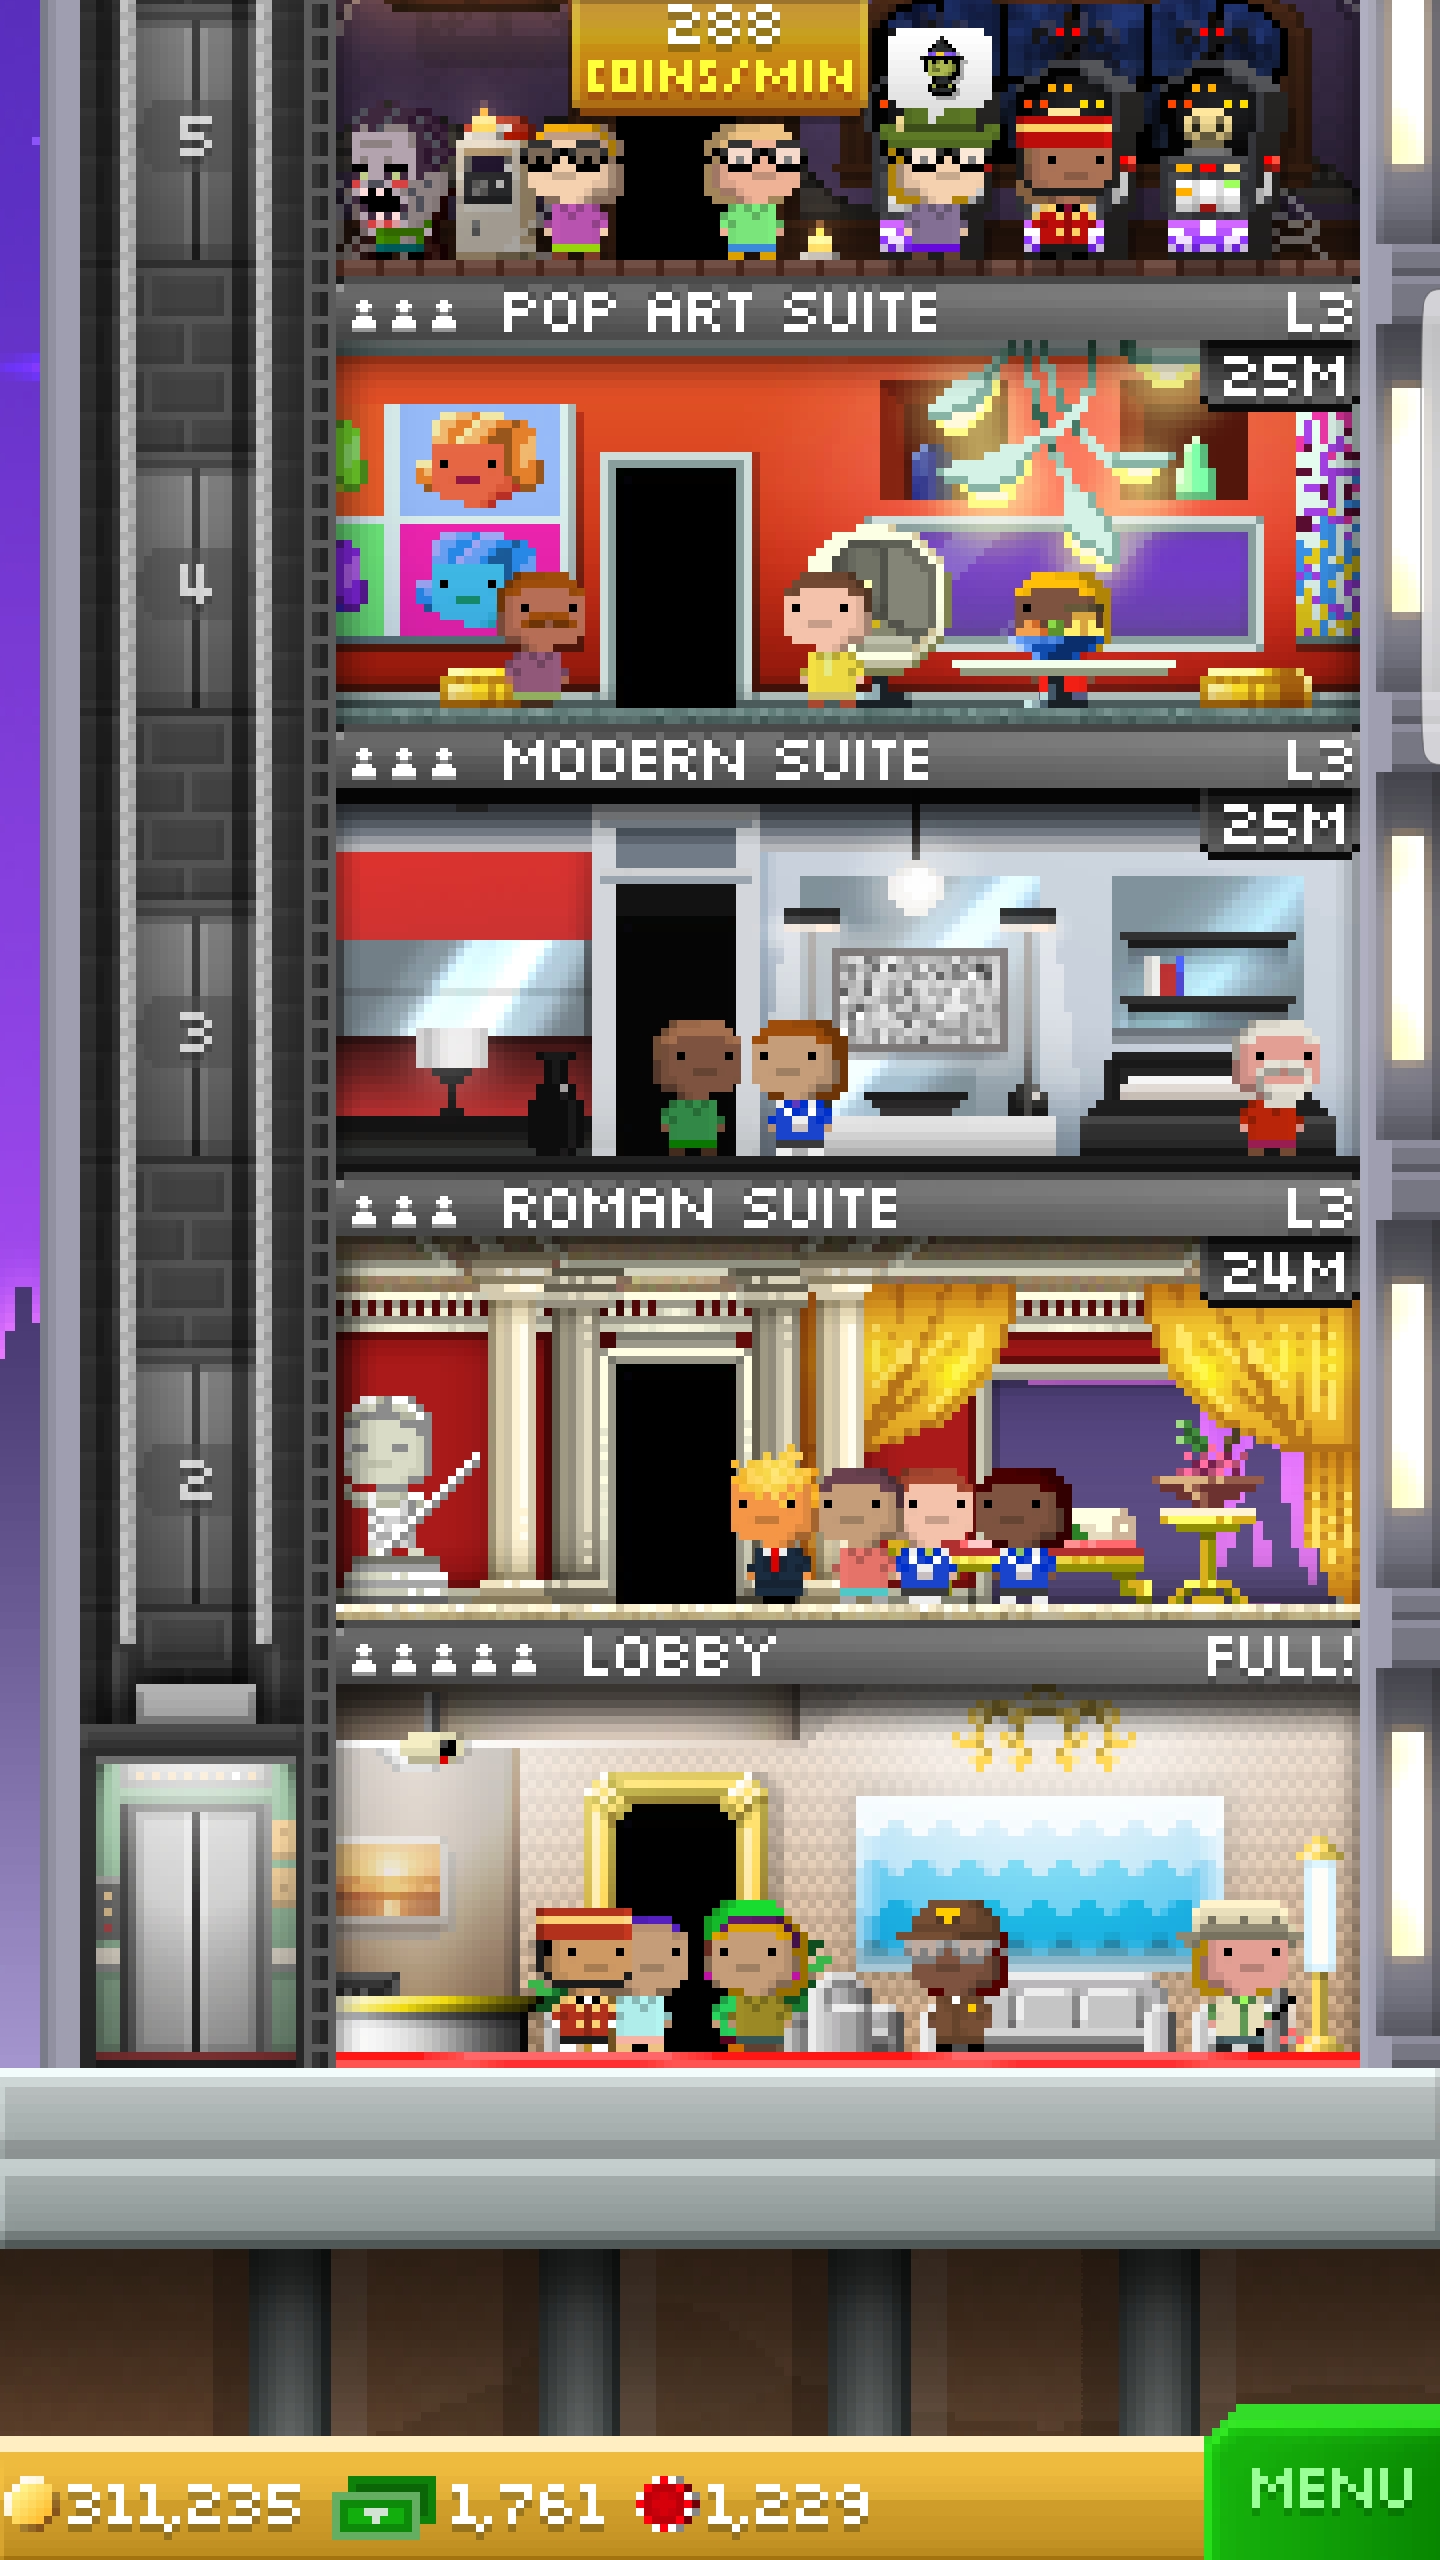 288
COINS/MIN
5
POP ART SUITE L3
25M
4
MODERN SUITE L3
25M
3
ROMAN SUITE L3
24M
2
LOBBY FULL!
311,235 1,761 1,229 MENU